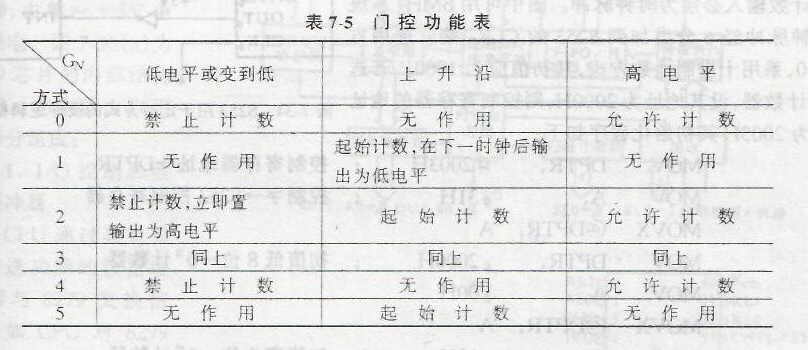 表7-5 门控功能表
G_N 方式 低电平或变到低 上升沿 高电平
0 禁止计数 无作用 允许计数
1 无作用 起始计数,在下一时钟后输出为低电平 无作用
2 禁止计数,立即置输出为高电平 起始计数 允许计数
3 同上 同上 同上
4 禁止计数 无作用 允许计数
5 无作用 起始计数 无作用